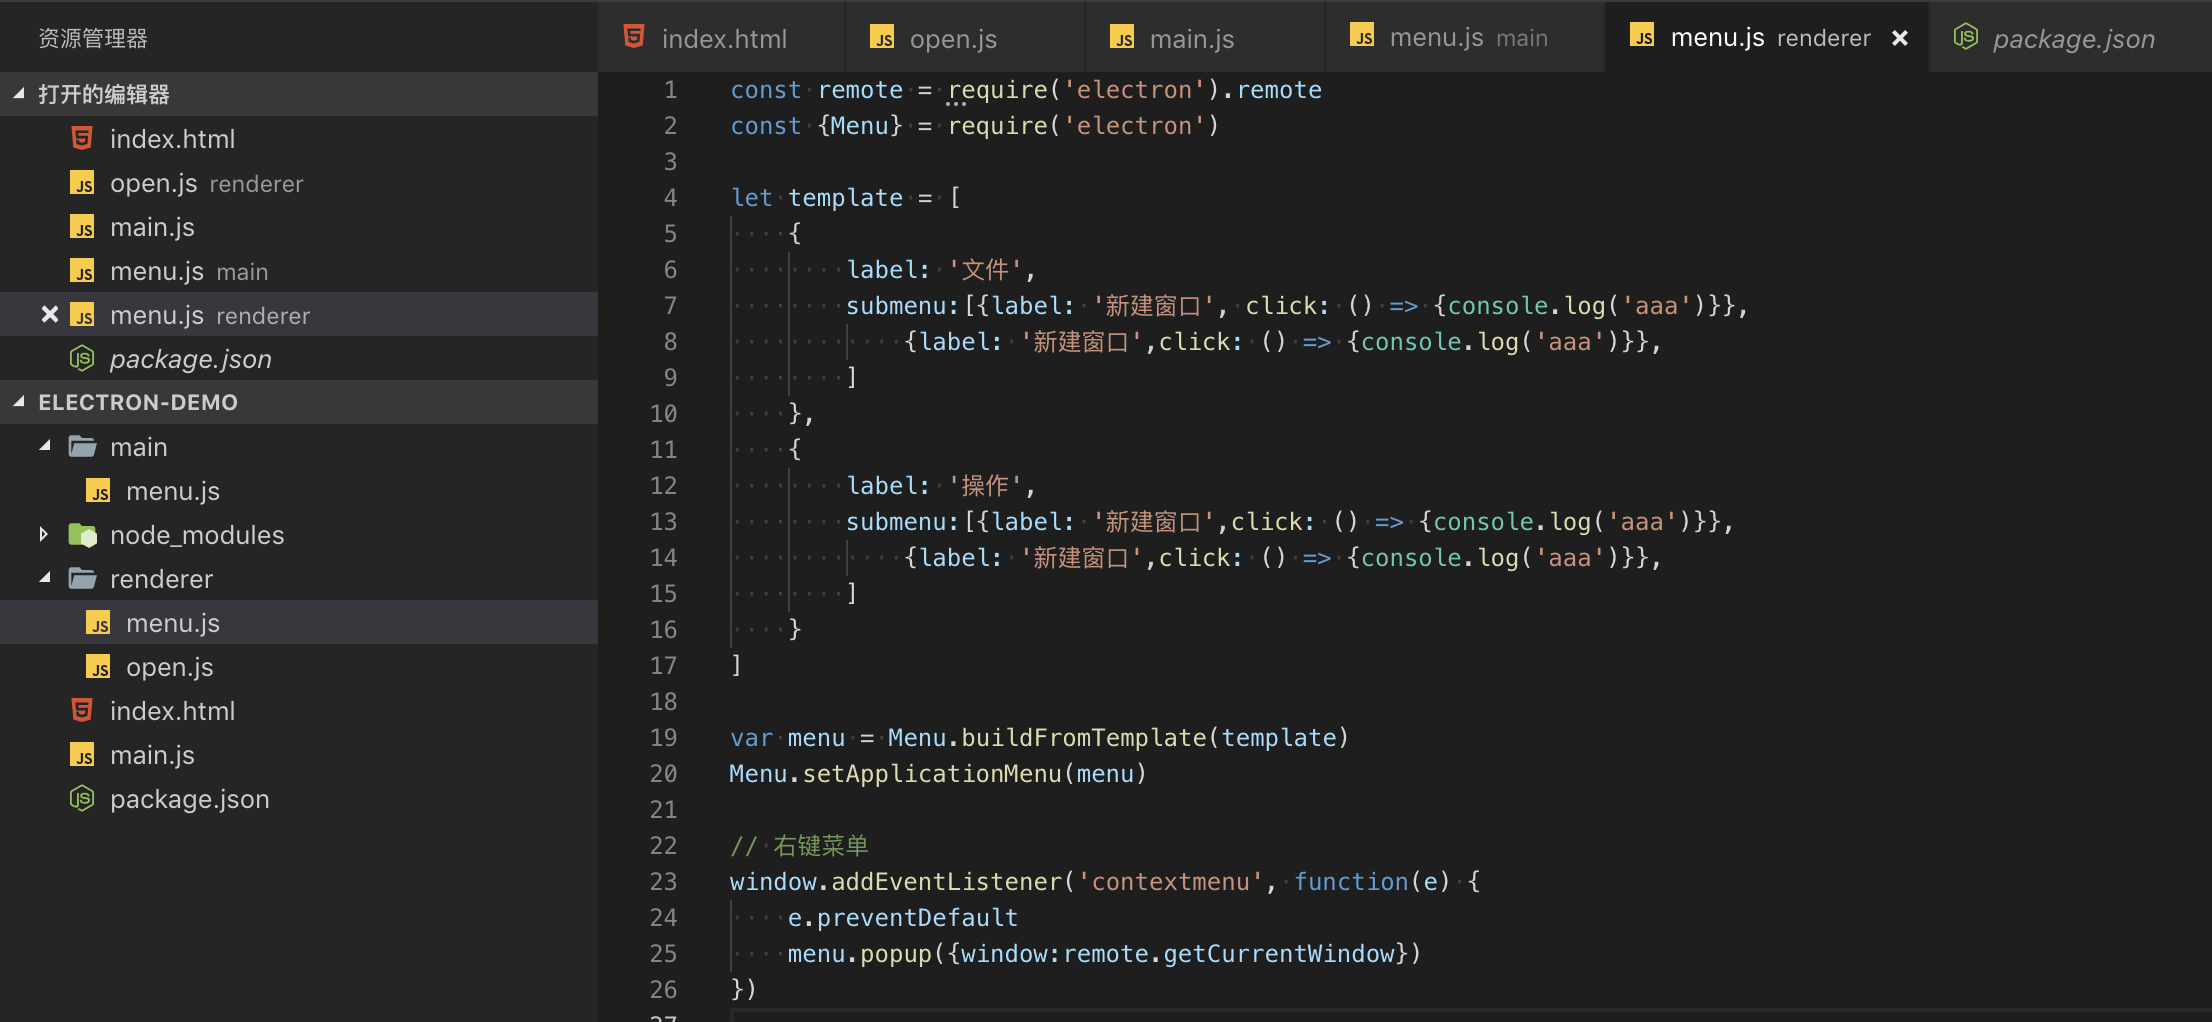 资源管理器
打开的编辑器
index.html
open.js renderer
main.js
menu.js main
menu.js renderer
package.json
ELECTRON-DEMO
main
menu.js
node_modules
renderer
menu.js
open.js
index.html
main.js
package.json
index.html open.js main.js menu.js main menu.js renderer package.json
1 const remote = require('electron').remote
2 const {Menu} = require('electron')
3
4 let template = [
5     {
6         label: '文件',
7         submenu:[{label: '新建窗口', click: () => {console.log('aaa')}},
8             {label: '新建窗口',click: () => {console.log('aaa')}},
9         ]
10     },
11     {
12         label: '操作',
13         submenu:[{label: '新建窗口',click: () => {console.log('aaa')}},
14             {label: '新建窗口',click: () => {console.log('aaa')}},
15         ]
16     }
17 ]
18
19 var menu = Menu.buildFromTemplate(template)
20 Menu.setApplicationMenu(menu)
21
22 // 右键菜单
23 window.addEventListener('contextmenu', function(e) {
24     e.preventDefault
25     menu.popup({window:remote.getCurrentWindow})
26 })
27